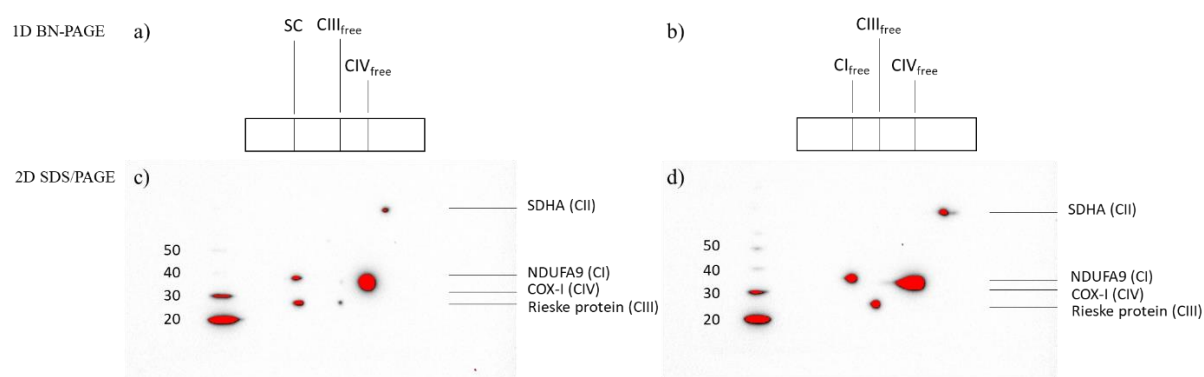 1D BN-PAGE
a)
SC
CIIIfree
CIVfree
b)
CIIIfree
CIfree
CIVfree
2D SDS/PAGE
c)
50
40
30
20
SDHA (CII)
NDUFA9 (CI)
COX-I (CIV)
Rieske protein (CIII)
d)
50
40
30
20
SDHA (CII)
NDUFA9 (CI)
COX-I (CIV)
Rieske protein (CIII)